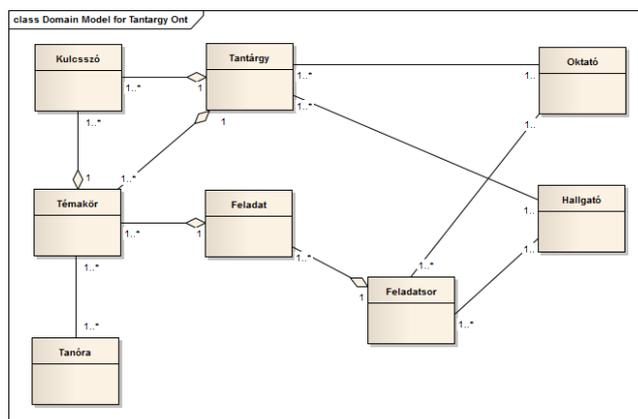 class Domain Model for Tantargy Ont
Kulcsszó
Tantárgy
Oktató
1..*
1
1..*
1..
1..*
1
1..*
1..
1
1..*
Témakör
Feladat
Hallgató
1..
1..*
1
1..
1..*
1..*
1..*
1
Feladatsor
1..*
1..*
Tanóra